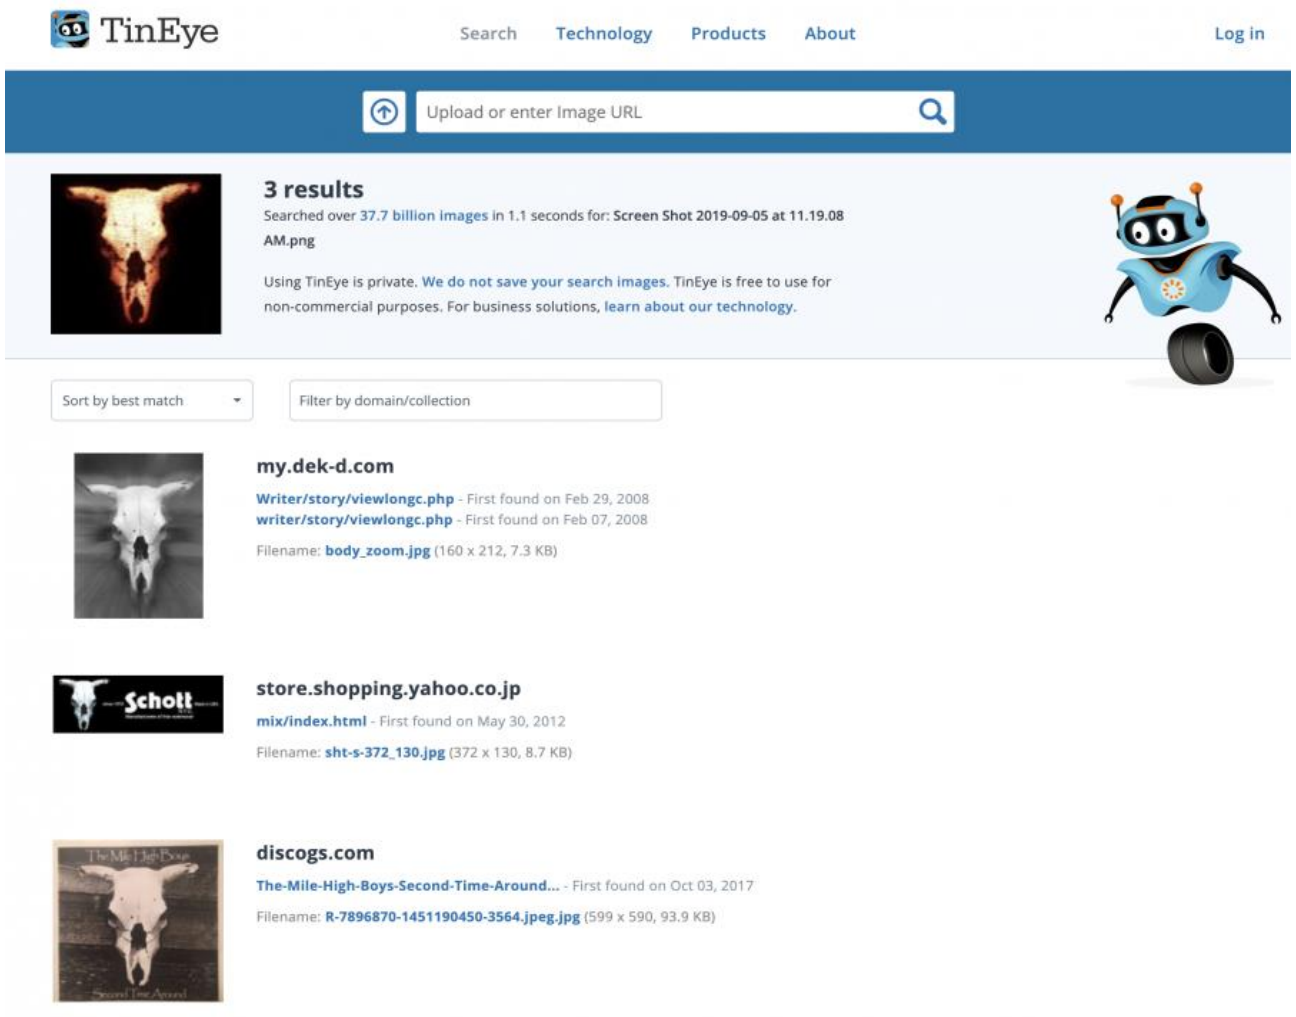 TinEye
Search Technology Products About Log in
Upload or enter Image URL
3 results
Searched over 37.7 billion images in 1.1 seconds for: Screen Shot 2019-09-05 at 11.19.08
AM.png
Using TinEye is private. We do not save your search images. TinEye is free to use for
non-commercial purposes. For business solutions, learn about our technology.
Sort by best match
Filter by domain/collection
my.dek-d.com
Writer/story/viewlongc.php - First found on Feb 29, 2008
writer/story/viewlongc.php - First found on Feb 07, 2008
Filename: body_zoom.jpg (160 x 212, 7.3 KB)
Schott
store.shopping.yahoo.co.jp
mix/index.html - First found on May 30, 2012
Filename: sht-s-372_130.jpg (372 x 130, 8.7 KB)
The Mile High Boys
Second Time Around
discogs.com
The-Mile-High-Boys-Second-Time-Around... - First found on Oct 03, 2017
Filename: R-7896870-1451190450-3564.jpeg.jpg (599 x 590, 93.9 KB)